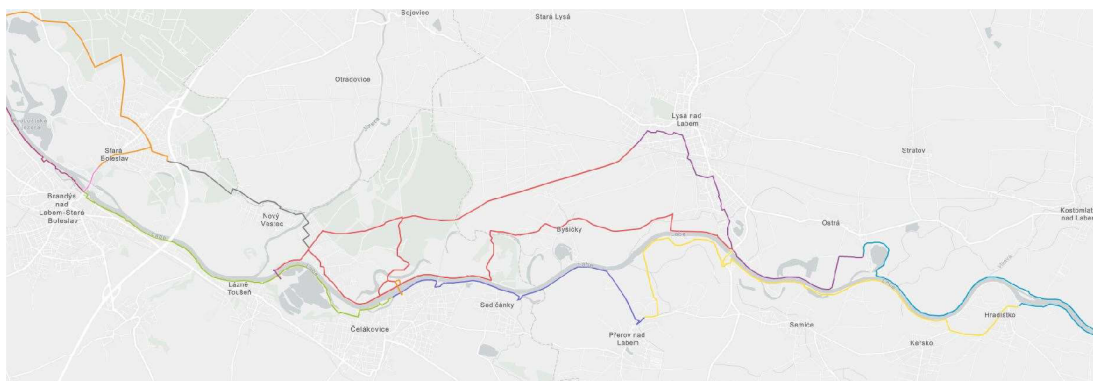 Stará Lysá
Otradovice
Lysá nad
Labem
Stará
Boleslav
Stratov
Brandýs
nad
Labem-Stará
Boleslav
Nový
Vestec
Byšičky
Ostrá
Kostomlaty
nad Labem
Lázně
Toušeň
Sedlčánky
Čelákovice
Přerov nad
Labem
Semice
Kersko
Hradištko